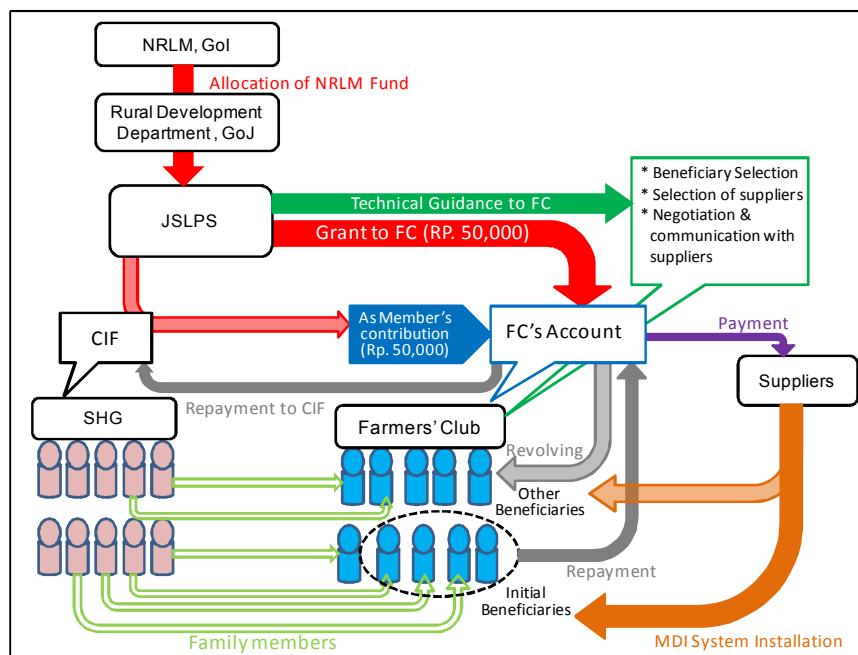 NRLM, GoI
Allocation of NRLM Fund
Rural Development
Department , GoJ
JSLPS
Technical Guidance to FC
Grant to FC (RP. 50,000)
* Beneficiary Selection
* Selection of suppliers
* Negotiation &
communication with
suppliers
CIF
As Member's
contribution
(Rp. 50,000)
FC's Account
Payment
Suppliers
Repayment to CIF
SHG
Farmers' Club
Revolving
Other
Beneficiaries
Repayment
Initial
Beneficiaries
Family members
MDI System Installation